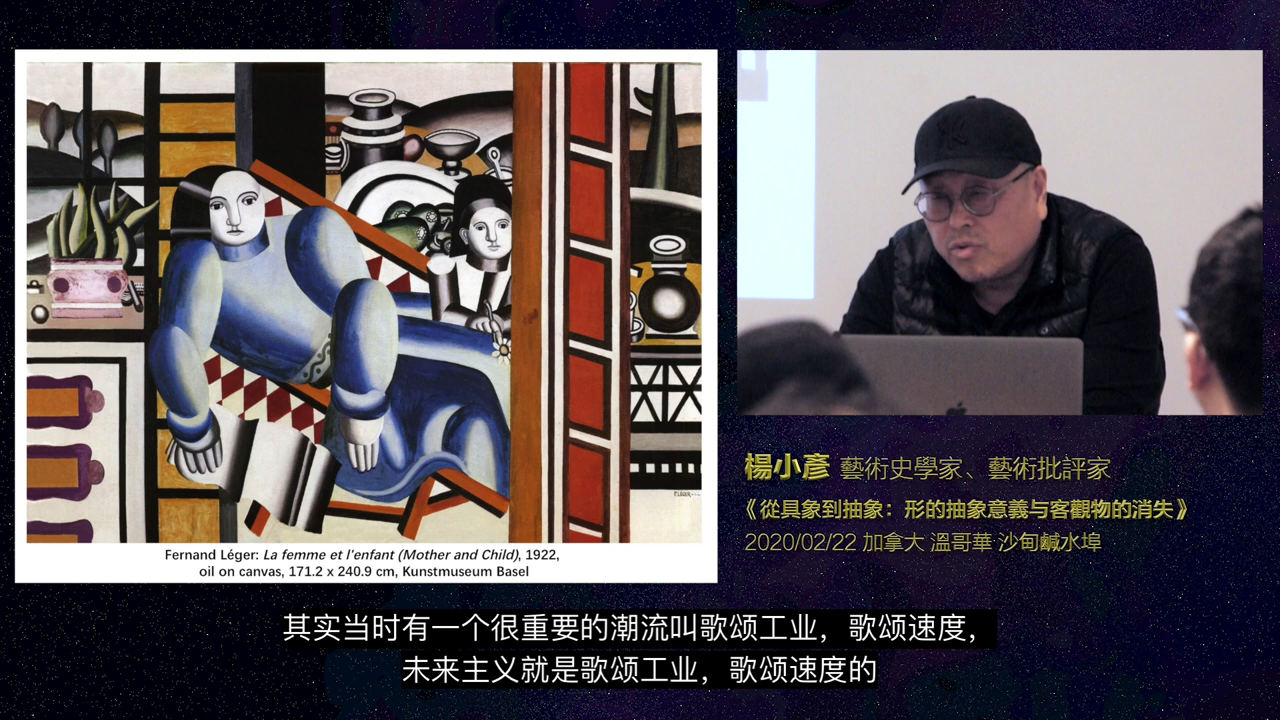 Fernand Léger: La femme et l'enfant (Mother and Child), 1922,
oil on canvas, 171.2 x 240.9 cm, Kunstmuseum Basel
楊小彥 藝術史學家、藝術批評家
《從具象到抽象：形的抽象意義与客觀物的消失》
2020/02/22 加拿大 溫哥華 沙甸鹹水埠
其实当时有一个很重要的潮流叫歌颂工业，歌颂速度，
未来主义就是歌颂工业，歌颂速度的